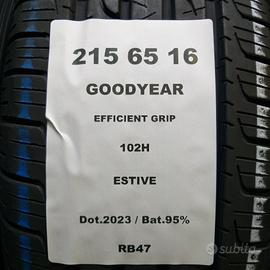 215 65 16
GOODYEAR
EFFICIENT GRIP
102H
ESTIVE
Dot.2023 / Bat.95%
RB47
subito